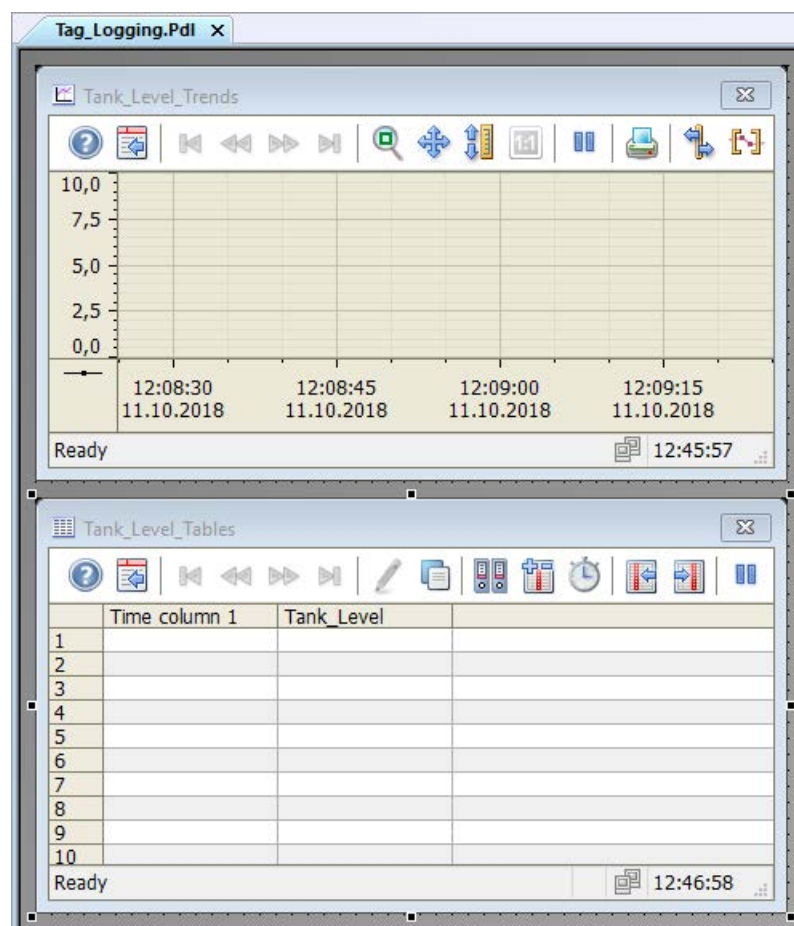 Tag_Logging.Pdl X
Tank_Level_Trends
1:1
10,0
7,5
5,0
2,5
0,0
12:08:30 12:08:45 12:09:00 12:09:15
11.10.2018 11.10.2018 11.10.2018 11.10.2018
Ready 12:45:57
Tank_Level_Tables
Time column 1 Tank_Level
1
2
3
4
5
6
7
8
9
10
Ready 12:46:58